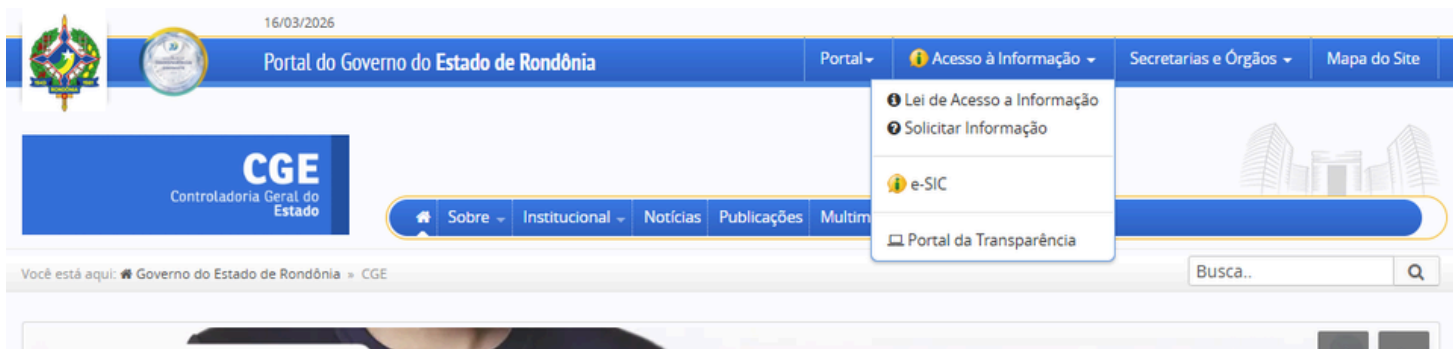 16/03/2026
Portal do Governo do Estado de Rondônia
Portal
Acesso à Informação
Secretarias e Órgãos
Mapa do Site
Lei de Acesso a Informação
Solicitar Informação
e-SIC
Portal da Transparência
CGE
Controladoria Geral do
Estado
Sobre
Institucional
Notícias
Publicações
Multim
Você está aqui: Governo do Estado de Rondônia » CGE
Busca..